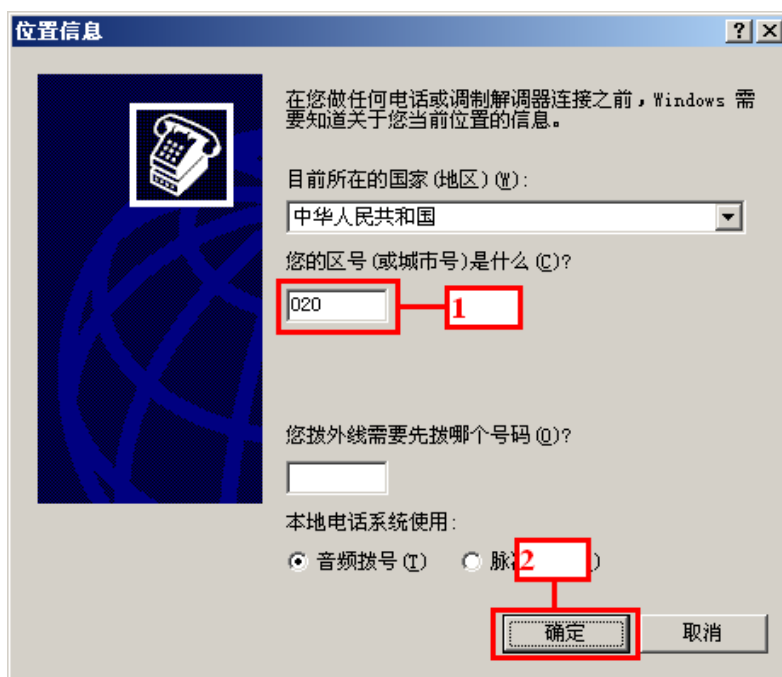 位置信息
在您做任何电话或调制解调器连接之前，Windows 需
要知道关于您当前位置的信息。
目前所在的国家(地区)(W):
中华人民共和国
您的区号(或城市号)是什么(C)?
020
1
您拨外线需要先拨哪个号码(O)?
本地电话系统使用:
音频拨号(T) 脉 2 )
确定 取消